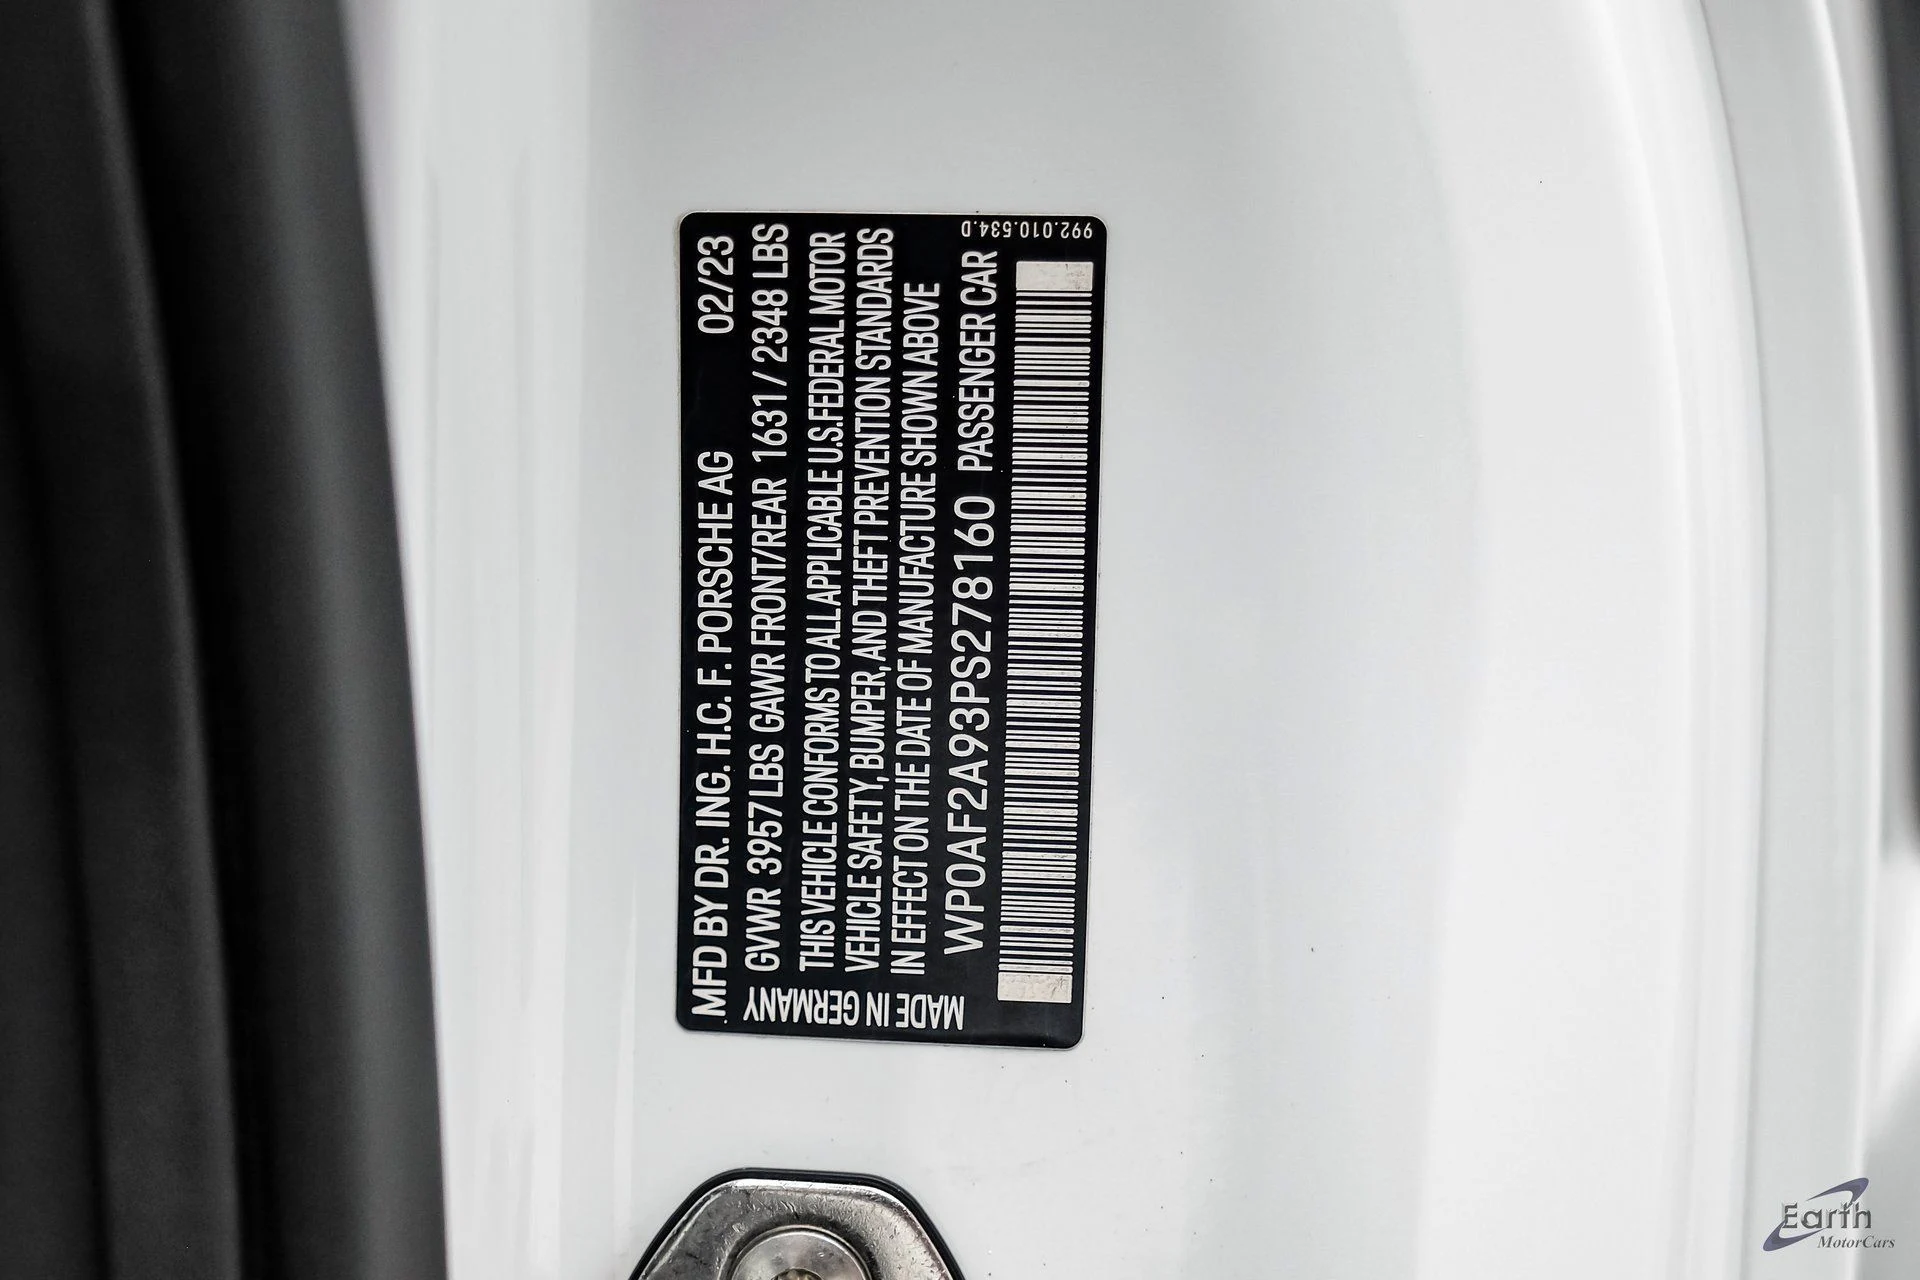 MFD BY DR. ING. H.C. F. PORSCHE AG 02/23
GVWR 3957 LBS GAWR FRONT/REAR 1631 / 2348 LBS
THIS VEHICLE CONFORMS TO ALL APPLICABLE U.S. FEDERAL MOTOR
VEHICLE SAFETY, BUMPER, AND THEFT PREVENTION STANDARDS
IN EFFECT ON THE DATE OF MANUFACTURE SHOWN ABOVE
WP0AF2A93PS278160 PASSENGER CAR
MADE IN GERMANY
992.010.534.D
Earth
MotorCars